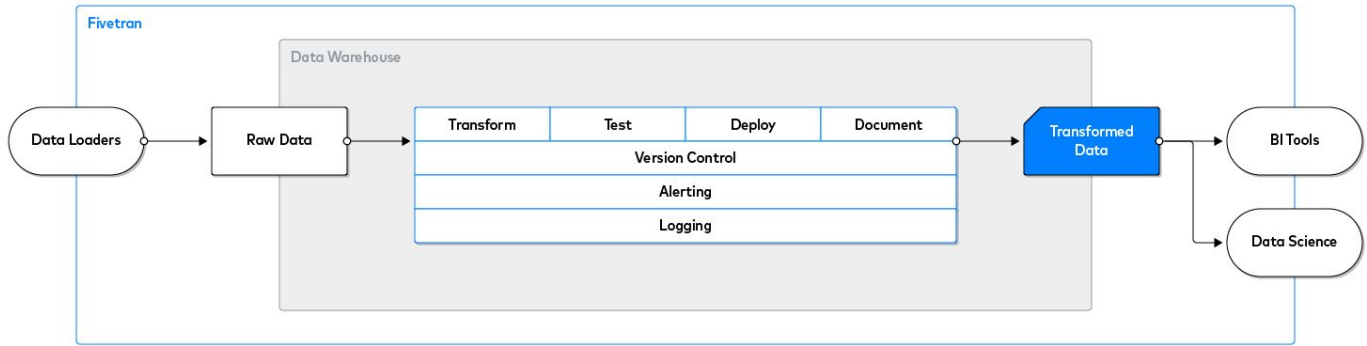 Fivetran
Data Warehouse
Data Loaders
Raw Data
Transform
Test
Deploy
Document
Version Control
Alerting
Logging
Transformed
Data
BI Tools
Data Science